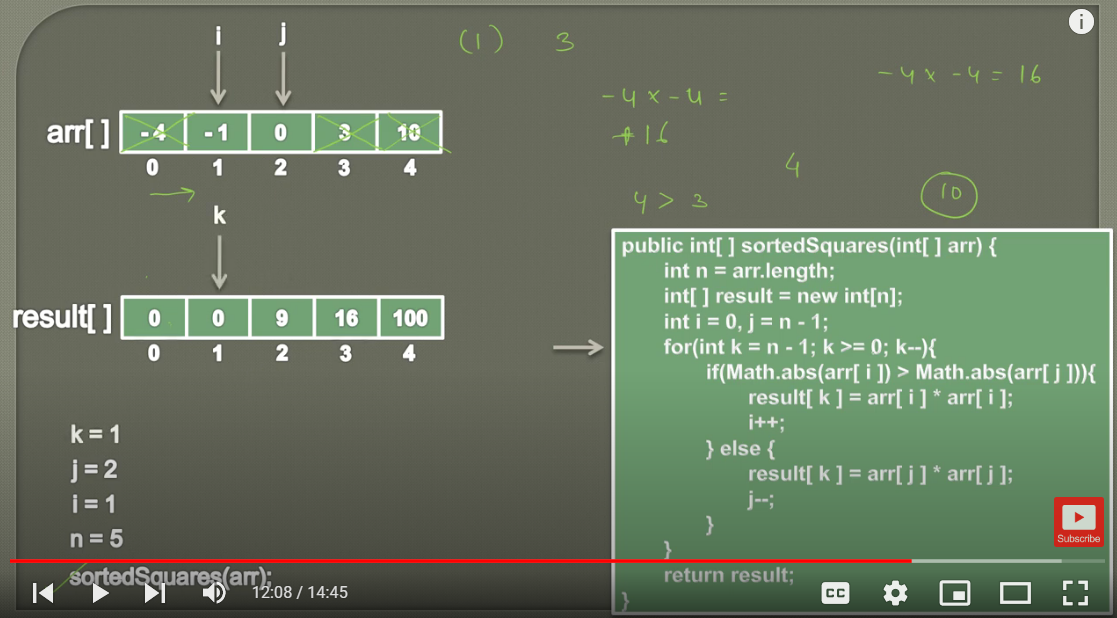 i j
(1) 3
-4 x -4 = 16
-4 x -4 =
+16
arr[ ] -4 -1 0 3 10
0 1 2 3 4
4
4 > 3
10
k
result[ ] 0 0 9 16 100
0 1 2 3 4
k = 1
j = 2
i = 1
n = 5
sortedSquares(arr);
public int[ ] sortedSquares(int[ ] arr) {
int n = arr.length;
int[ ] result = new int[n];
int i = 0, j = n - 1;
for(int k = n - 1; k >= 0; k--){
if(Math.abs(arr[ i ]) > Math.abs(arr[ j ])){
result[ k ] = arr[ i ] * arr[ i ];
i++;
} else {
result[ k ] = arr[ j ] * arr[ j ];
j--;
}
}
return result;
}
Subscribe
12:08 / 14:45
CC
i